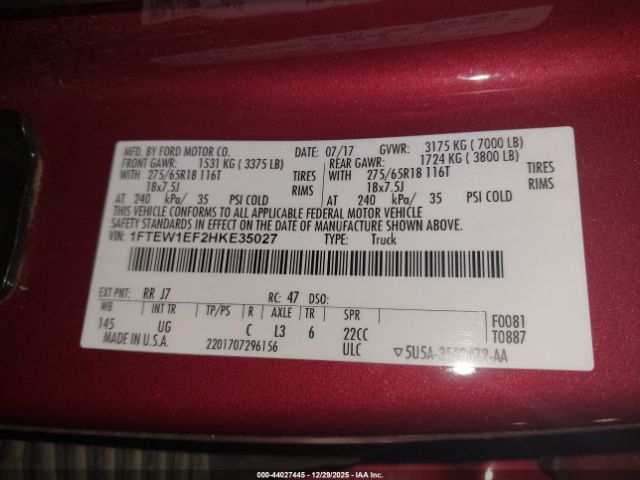 MFD. BY FORD MOTOR CO. DATE: 07/17 GVWR: 3175 KG ( 7000 LB)
FRONT GAWR: 1531 KG ( 3375 LB) REAR GAWR: 1724 KG ( 3800 LB)
WITH 275/65R18 116T TIRES WITH 275/65R18 116T TIRES
18x7.5J RIMS 18x7.5J RIMS
AT 240 kPa/ 35 PSI COLD AT 240 kPa/ 35 PSI COLD
THIS VEHICLE CONFORMS TO ALL APPLICABLE FEDERAL MOTOR VEHICLE
SAFETY STANDARDS IN EFFECT ON THE DATE OF MANUFACTURE SHOWN ABOVE.
VIN: 1FTEW1EF2HKE35027 TYPE: Truck
EXT PNT: RR J7 RC: 47 DSO:
WB INT TR TP/PS R AXLE TR SPR F0081
145 UG C L3 6 22CC T0887
MADE IN U.S.A. 2201707296156 ULC
000-44027445 - 12/29/2025 - IAA Inc.